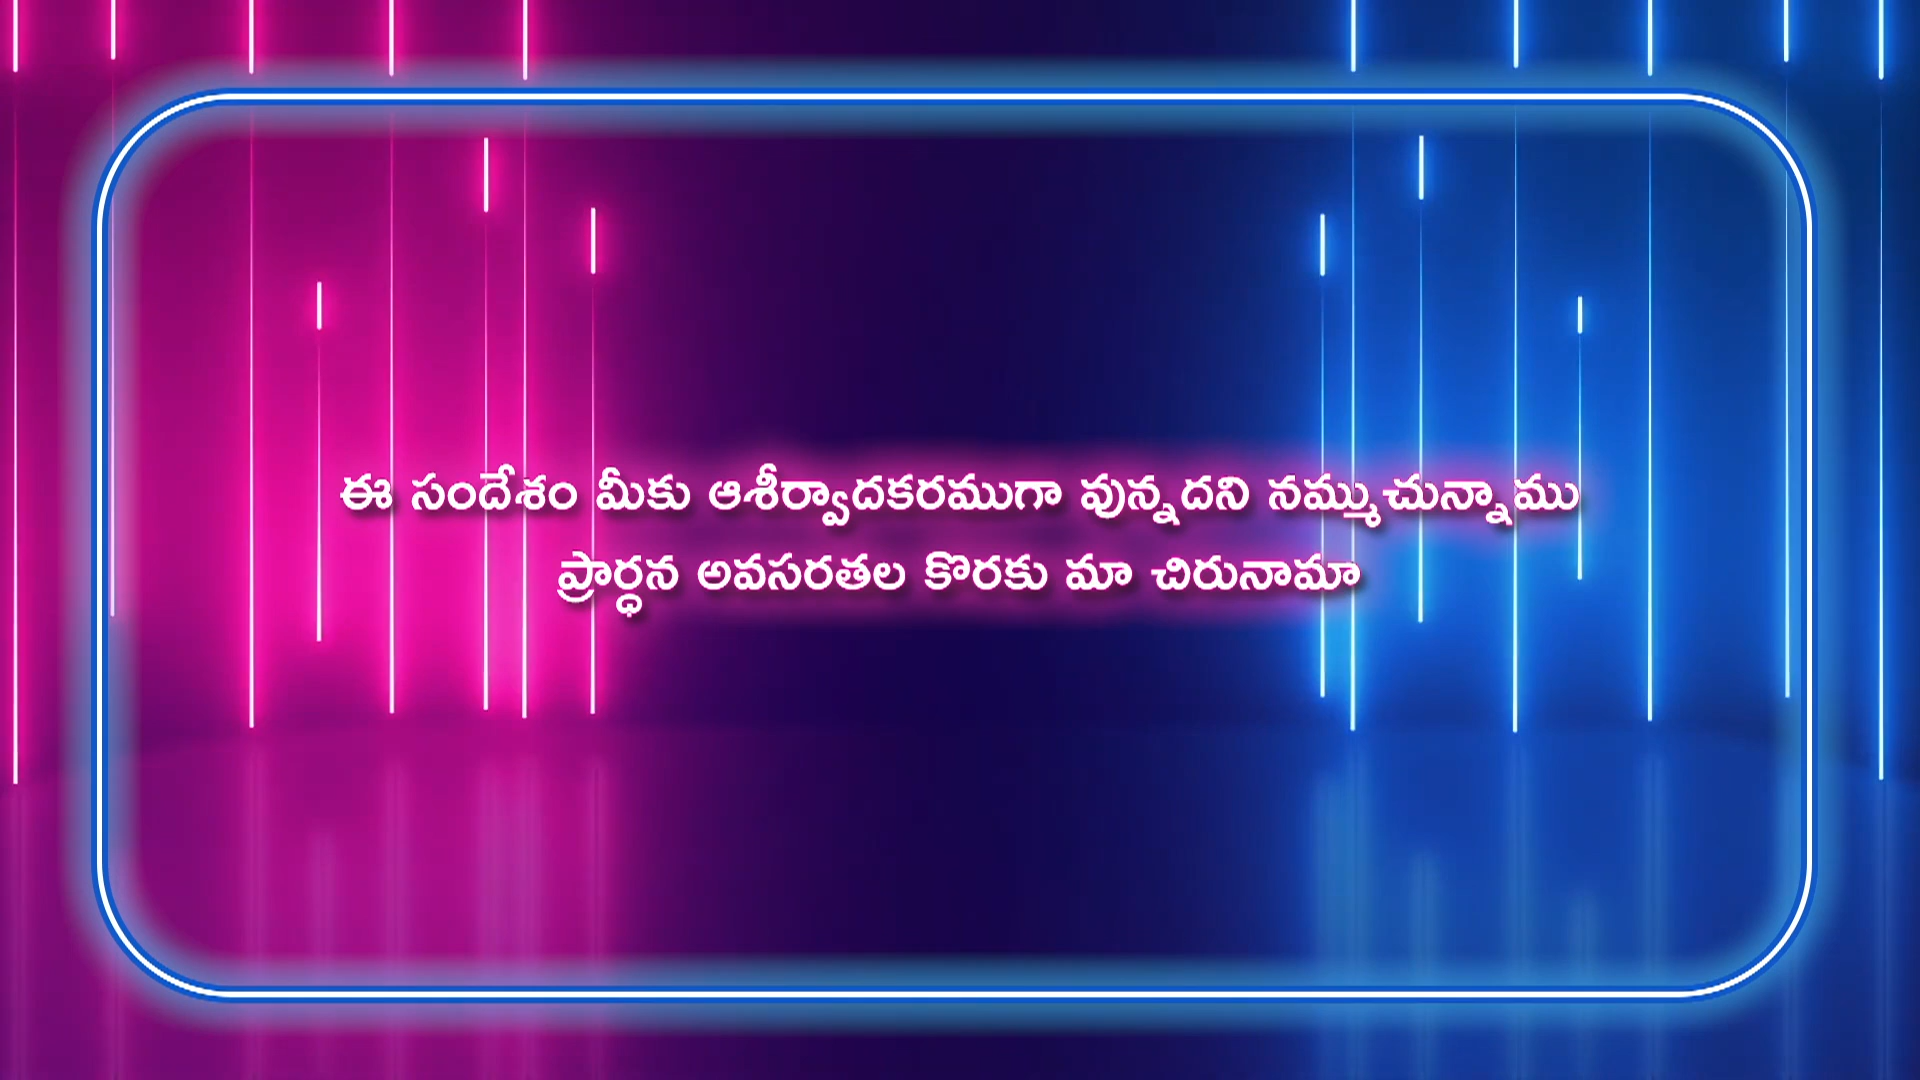 ఈ సందేశం మీకు ఆశీర్వాదకరముగా వున్నదని నమ్ముచున్నాము
ప్రార్ధన అవసరతల కొరకు మా చిరునామా